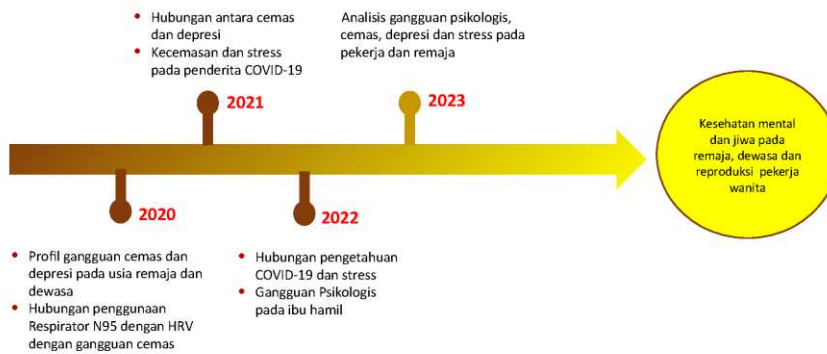 • Hubungan antara cemas
dan depresi
• Kecemasan dan stress
pada penderita COVID-19
2021
Analisis gangguan psikologis,
cemas, depresi dan stress pada
pekerja dan remaja
2023
Kesehatan mental
dan jiwa pada
remaja, dewasa dan
reproduksi pekerja
wanita
2020
• Profil gangguan cemas dan
depresi pada usia remaja dan
dewasa
• Hubungan penggunaan
Respirator N95 dengan HRV
dengan gangguan cemas
2022
• Hubungan pengetahuan
COVID-19 dan stress
• Gangguan Psikologis
pada ibu hamil